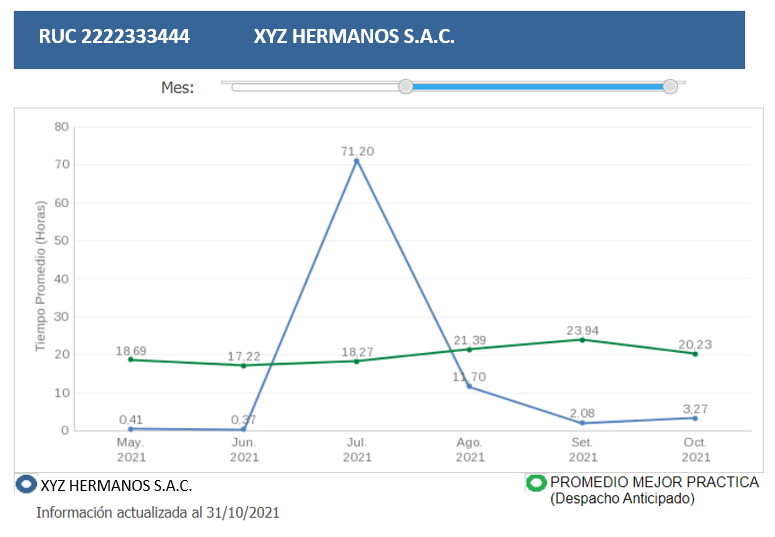 RUC 2222333444 XYZ HERMANOS S.A.C.
Mes:
80
70
60
50
40
30
20
10
0
Tiempo Promedio (Horas)
71,20
18,69
17,22
18,27
21,39
23,94
20,23
0,41
0,37
11,70
2,08
3,27
May. Jun. Jul. Ago. Set. Oct.
2021 2021 2021 2021 2021 2021
XYZ HERMANOS S.A.C.
PROMEDIO MEJOR PRACTICA
(Despacho Anticipado)
Información actualizada al 31/10/2021